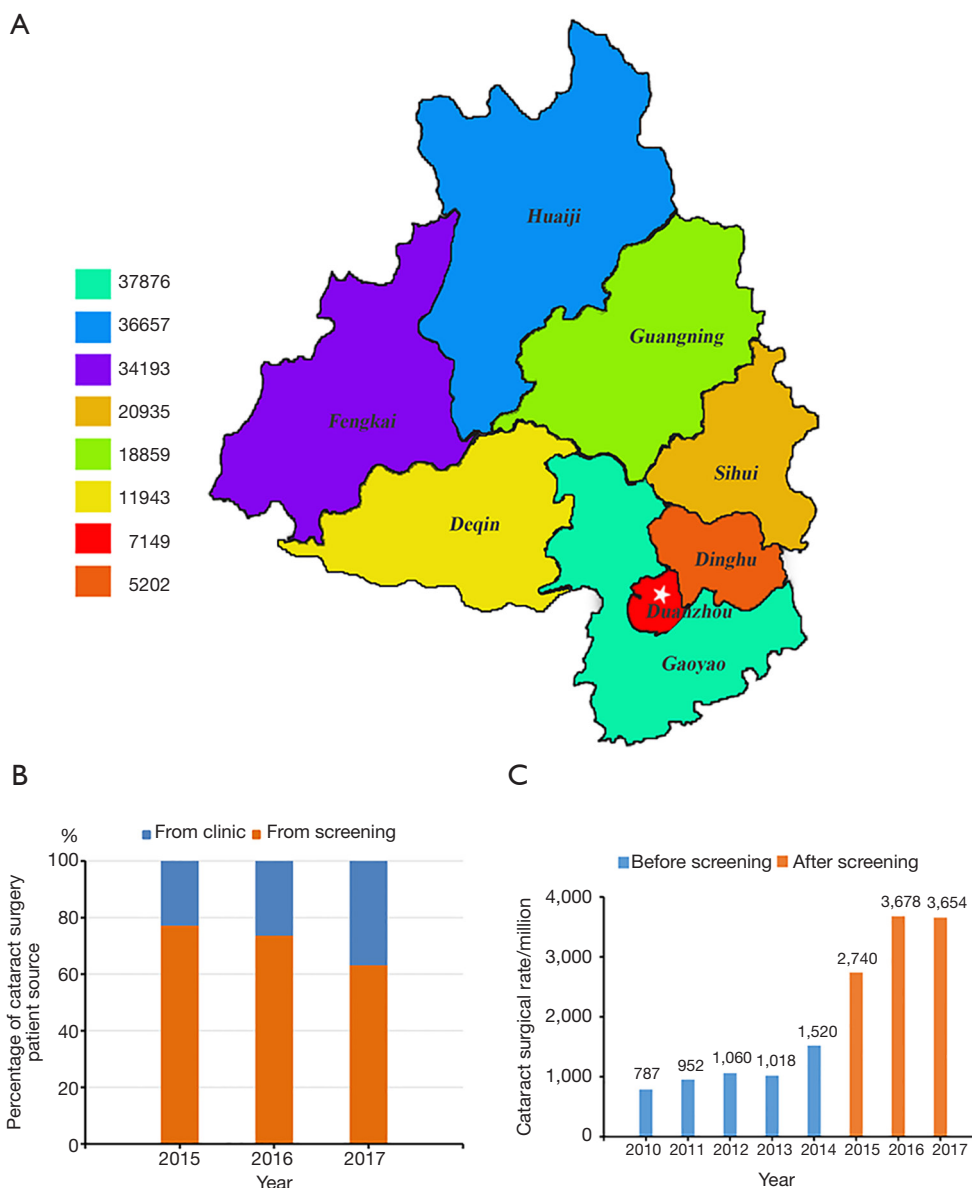 A
Huaiji
37876
36657
34193
20935
18859
11943
7149
5202
Guangning
Fengkai
Sihui
Deqin
Dinghu
Duanzhou
Gaoyao
B
% From clinic From screening
Percentage of cataract surgery
patient source
100
80
60
40
20
0
2015 2016 2017
Year
C
Before screening After screening
Cataract surgical rate/million
4,000
3,000
2,000
1,000
0
787
952
1,060
1,018
1,520
2,740
3,678
3,654
2010 2011 2012 2013 2014 2015 2016 2017
Year